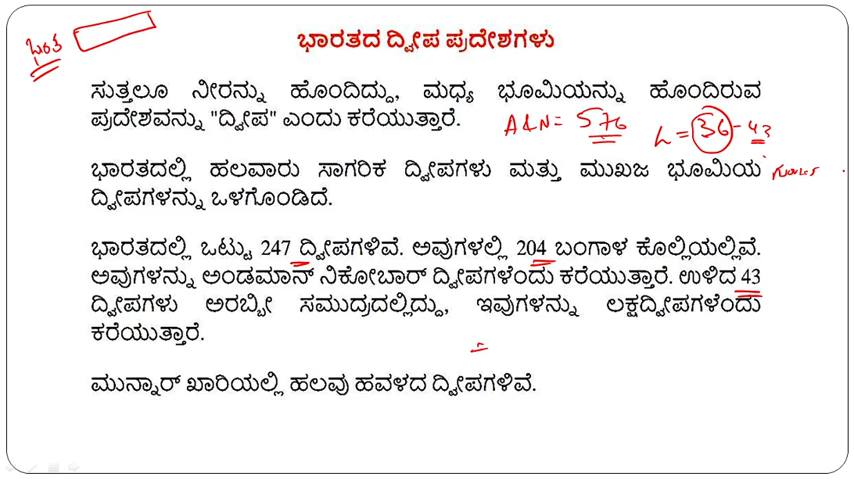 ಭಾರತದ ದ್ವೀಪ ಪ್ರದೇಶಗಳು
ಸುತ್ತಲೂ ನೀರನ್ನು ಹೊಂದಿದ್ದು, ಮಧ್ಯ ಭೂಮಿಯನ್ನು ಹೊಂದಿರುವ
ಪ್ರದೇಶವನ್ನು "ದ್ವೀಪ" ಎಂದು ಕರೆಯುತ್ತಾರೆ.
A&N = 576
L = 36 - 43
ಭಾರತದಲ್ಲಿ ಹಲವಾರು ಸಾಗರಿಕ ದ್ವೀಪಗಳು ಮತ್ತು ಮುಖಜ ಭೂಮಿಯ
ದ್ವೀಪಗಳನ್ನು ಒಳಗೊಂಡಿದೆ.
ಭಾರತದಲ್ಲಿ ಒಟ್ಟು 247 ದ್ವೀಪಗಳಿವೆ. ಅವುಗಳಲ್ಲಿ 204 ಬಂಗಾಳ ಕೊಲ್ಲಿಯಲ್ಲಿವೆ.
ಅವುಗಳನ್ನು ಅಂಡಮಾನ್ ನಿಕೋಬಾರ್ ದ್ವೀಪಗಳೆಂದು ಕರೆಯುತ್ತಾರೆ. ಉಳಿದ 43
ದ್ವೀಪಗಳು ಅರಬ್ಬೀ ಸಮುದ್ರದಲ್ಲಿದ್ದು, ಇವುಗಳನ್ನು ಲಕ್ಷದ್ವೀಪಗಳೆಂದು
ಕರೆಯುತ್ತಾರೆ.
ಮುನ್ನಾರ್ ಖಾರಿಯಲ್ಲಿ ಹಲವು ಹವಳದ ದ್ವೀಪಗಳಿವೆ.